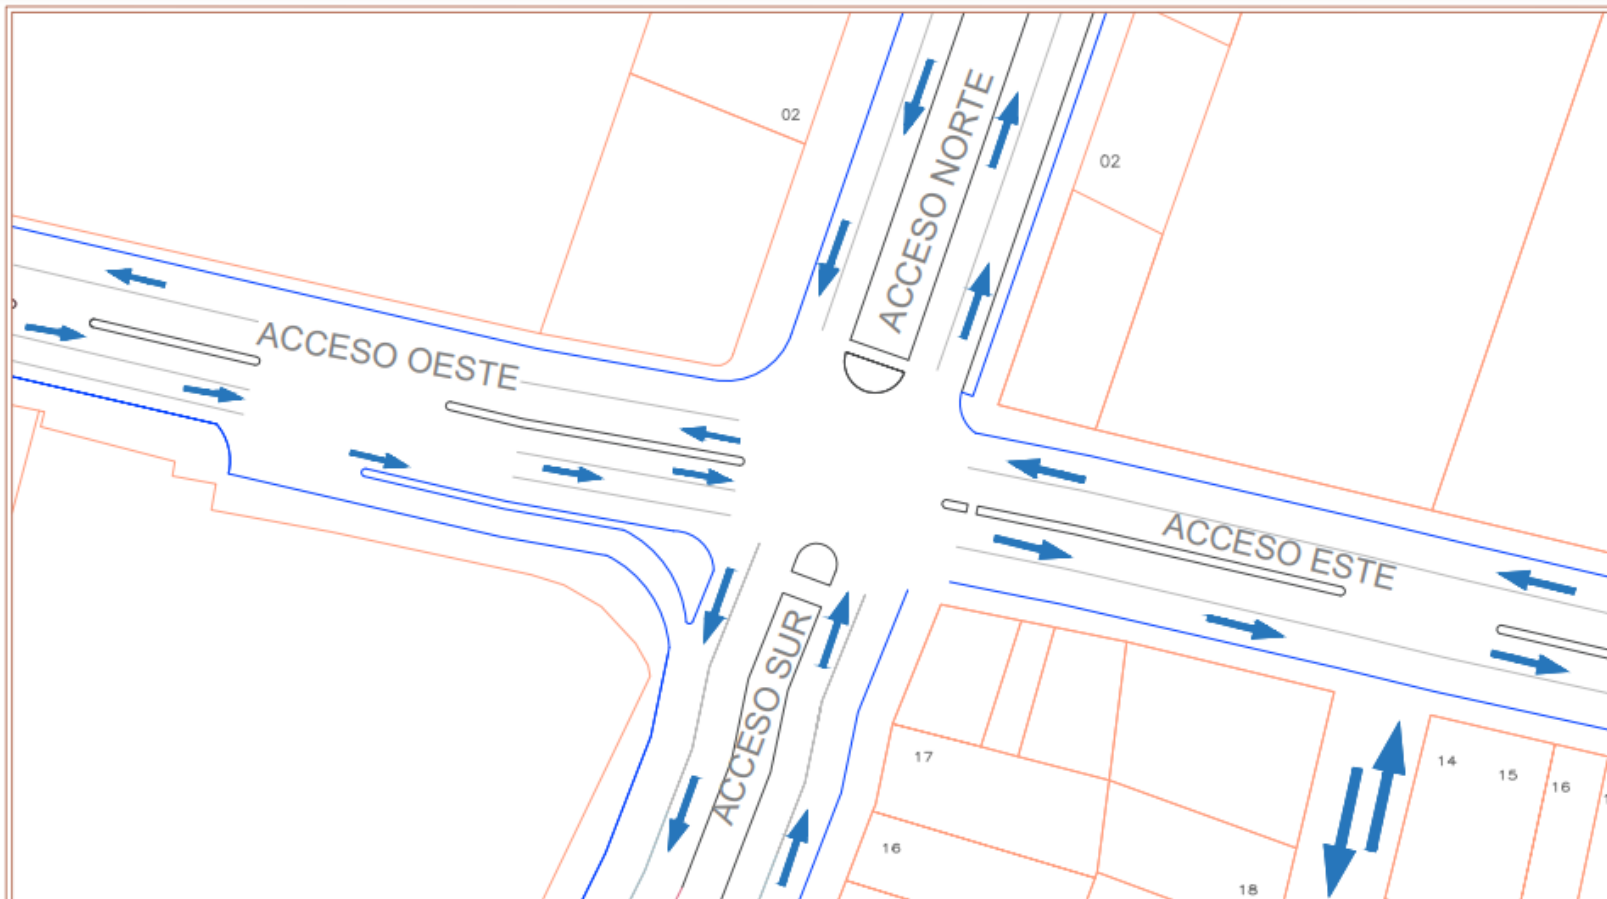 02
ACCESO NORTE
02
ACCESO OESTE
ACCESO ESTE
ACCESO SUR
17
14
15
16
16
18